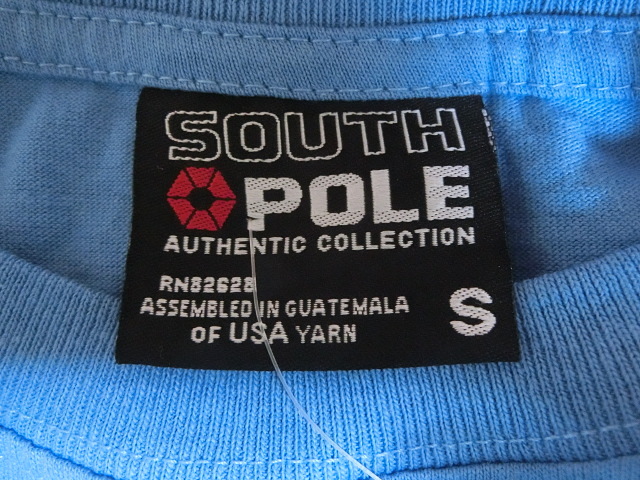 SOUTH
POLE
AUTHENTIC COLLECTION
RN82628
ASSEMBLED IN GUATEMALA
OF USA YARN
S